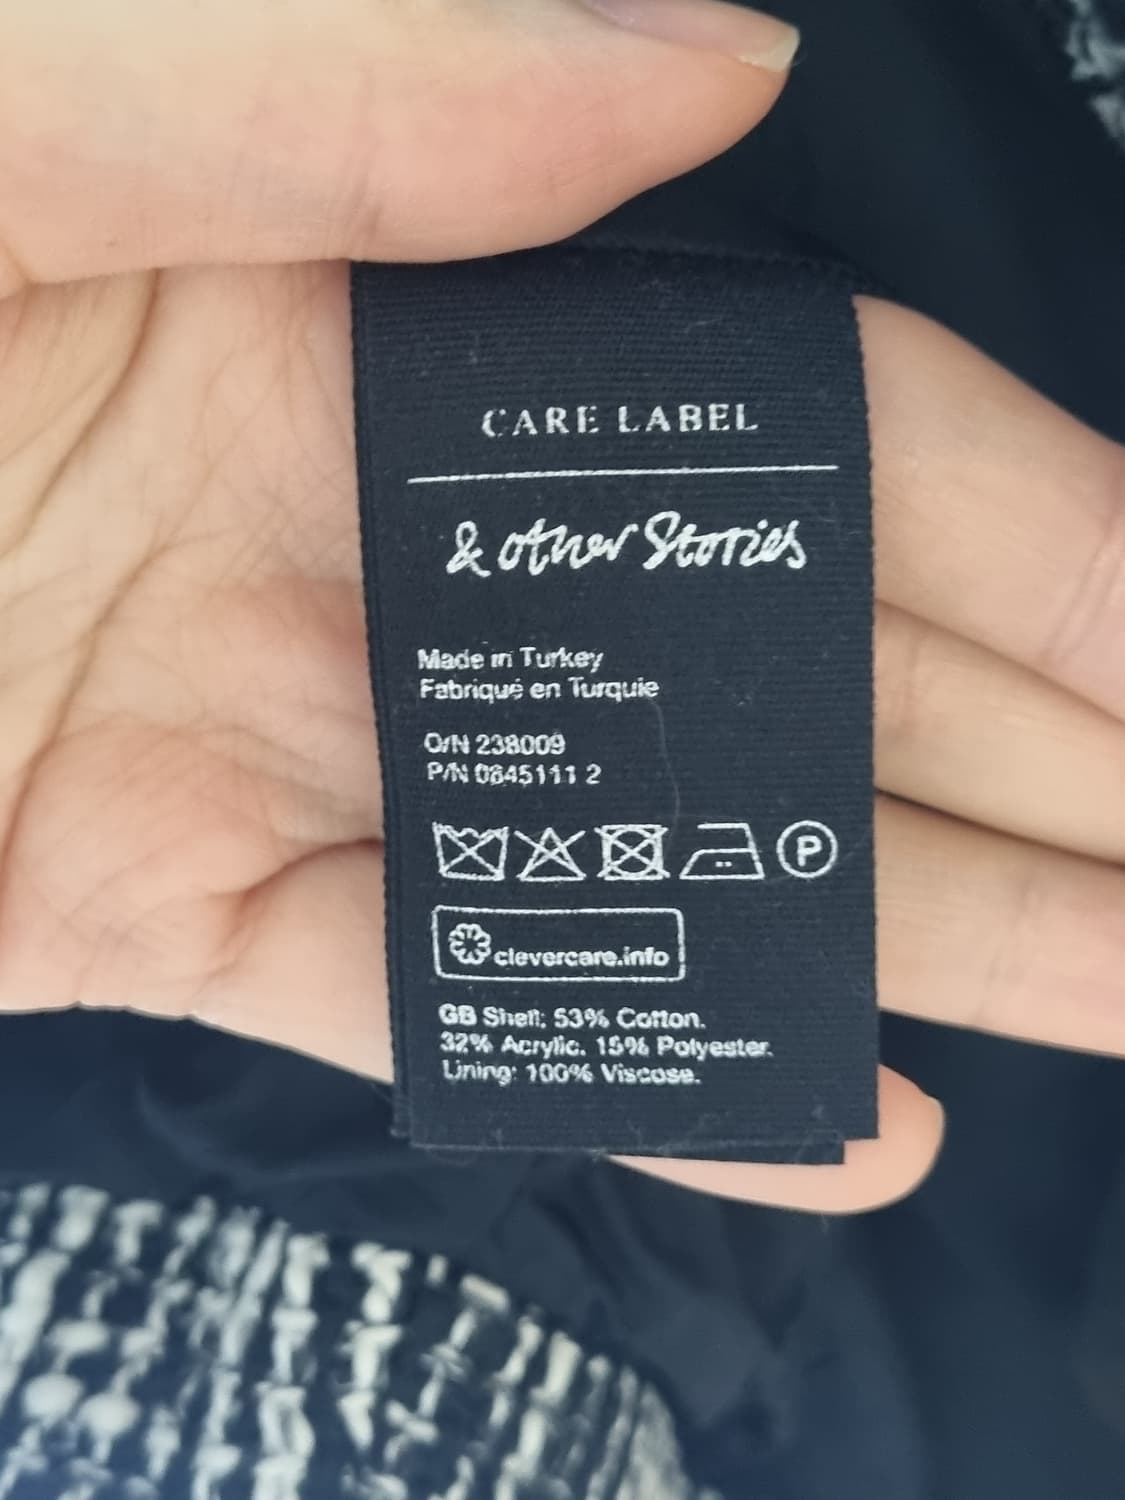 CARE LABEL
& other Stories
Made in Turkey
Fabriqué en Turquie
O/N 238009
P/N 0845111 2
P
clevercare.info
GB Shell: 53% Cotton.
32% Acrylic. 15% Polyester.
Lining: 100% Viscose.